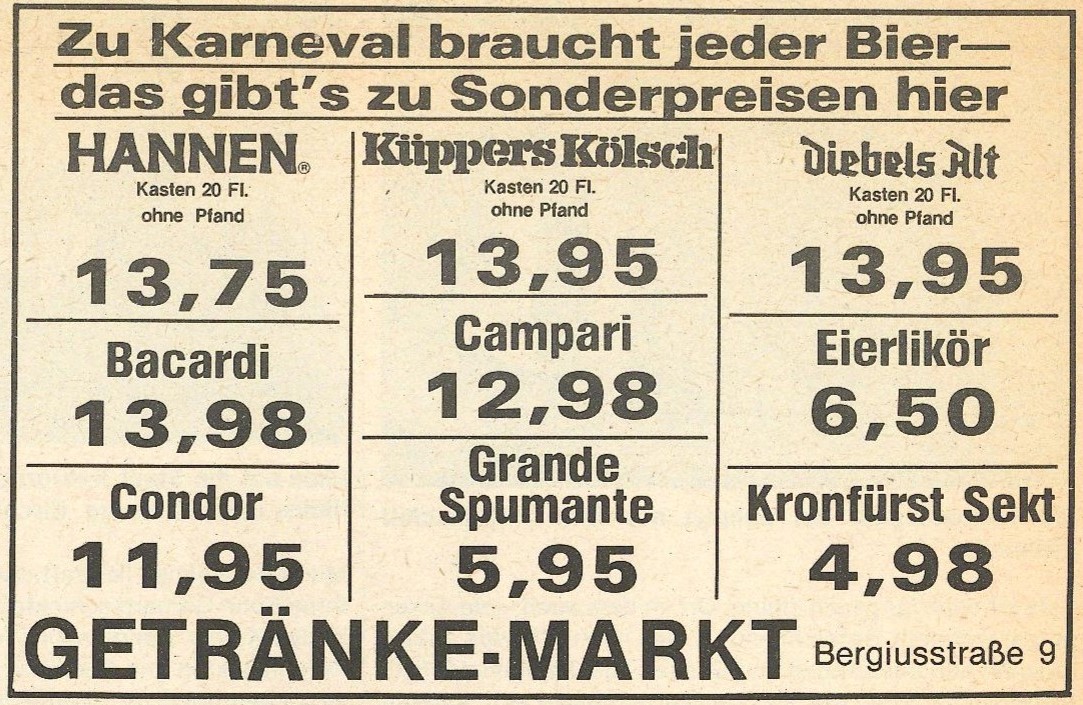 Zu Karneval braucht jeder Bier—
das gibt's zu Sonderpreisen hier
HANNEN®
Kasten 20 Fl.
ohne Pfand
13,75
Bacardi
13,98
Condor
11,95
Küppers Kölsch
Kasten 20 Fl.
ohne Pfand
13,95
Campari
12,98
Grande
Spumante
5,95
Diebels Alt
Kasten 20 Fl.
ohne Pfand
13,95
Eierlikör
6,50
Kronfürst Sekt
4,98
GETRÄNKE-MARKT Bergiusstraße 9